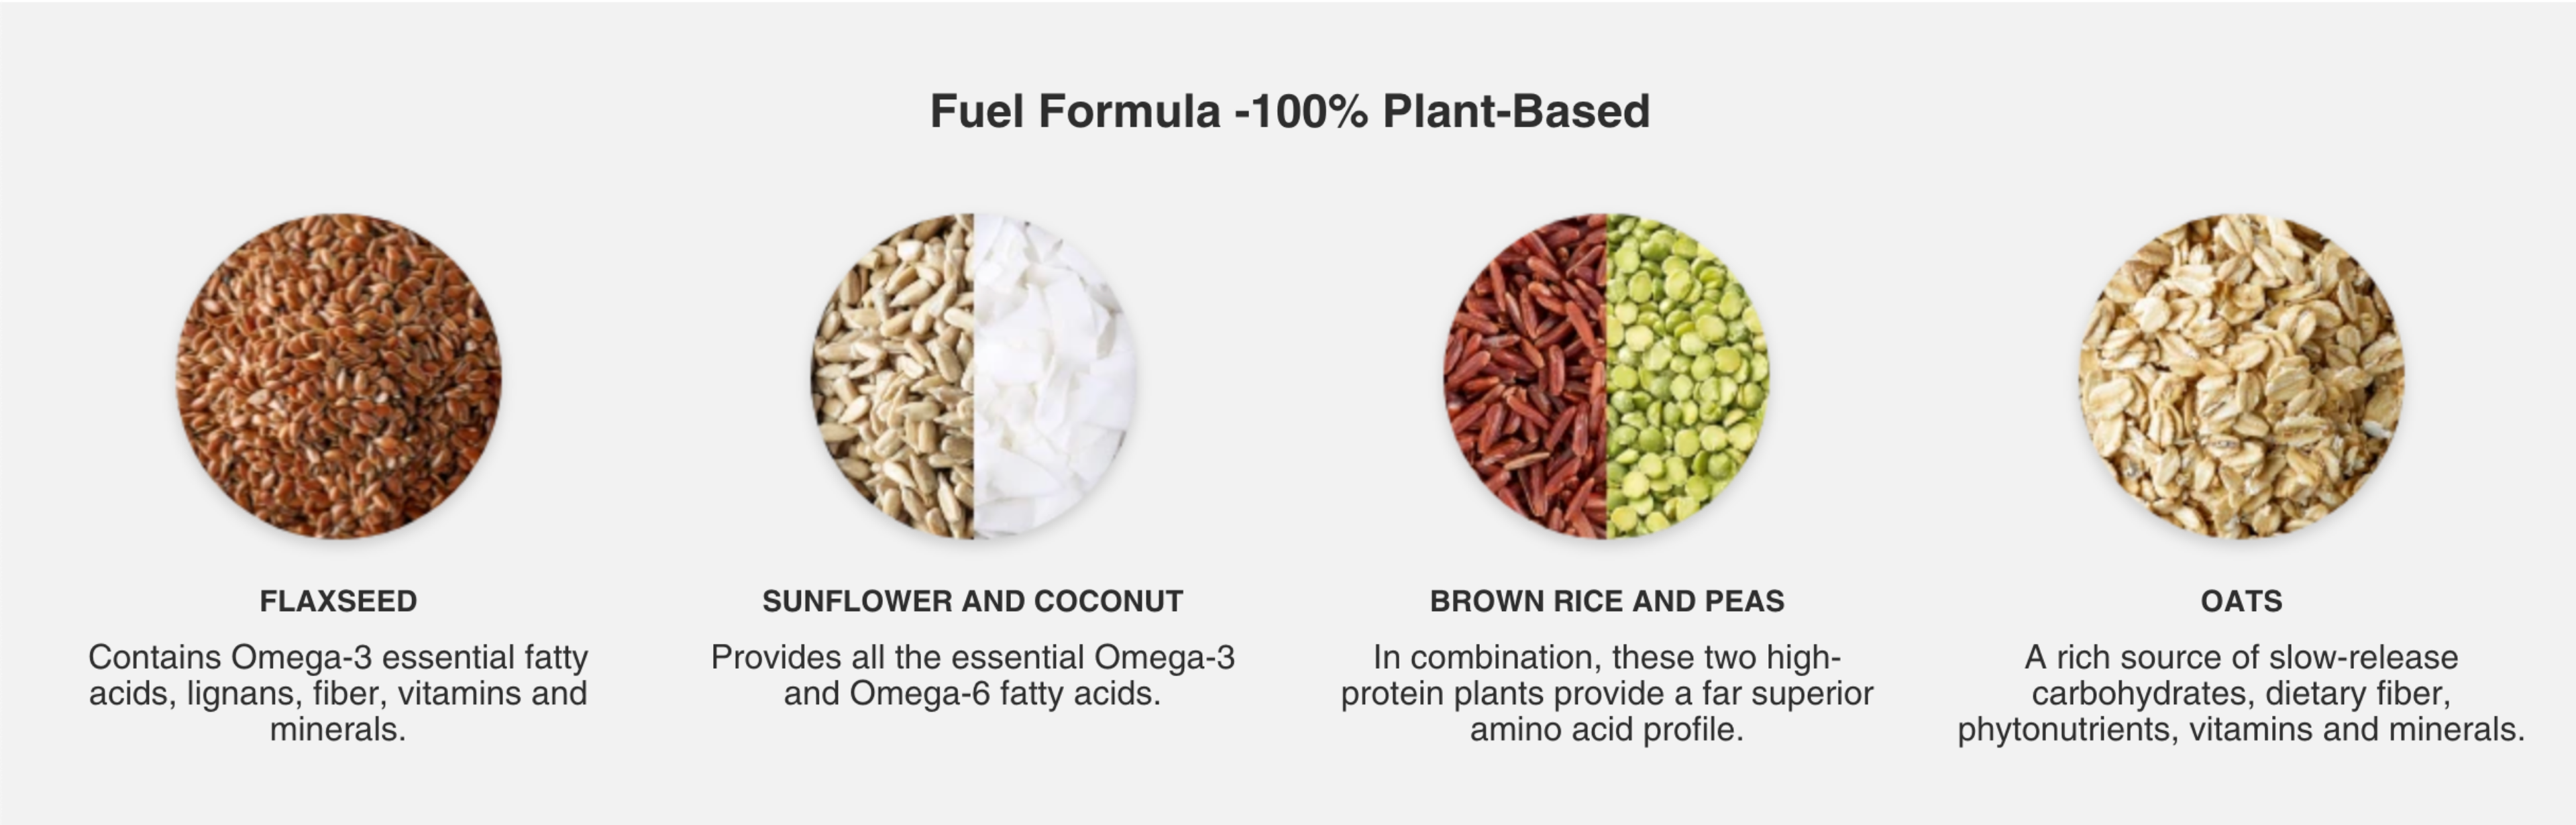 Fuel Formula -100% Plant-Based
FLAXSEED
Contains Omega-3 essential fatty
acids, lignans, fiber, vitamins and
minerals.
SUNFLOWER AND COCONUT
Provides all the essential Omega-3
and Omega-6 fatty acids.
BROWN RICE AND PEAS
In combination, these two high-
protein plants provide a far superior
amino acid profile.
OATS
A rich source of slow-release
carbohydrates, dietary fiber,
phytonutrients, vitamins and minerals.